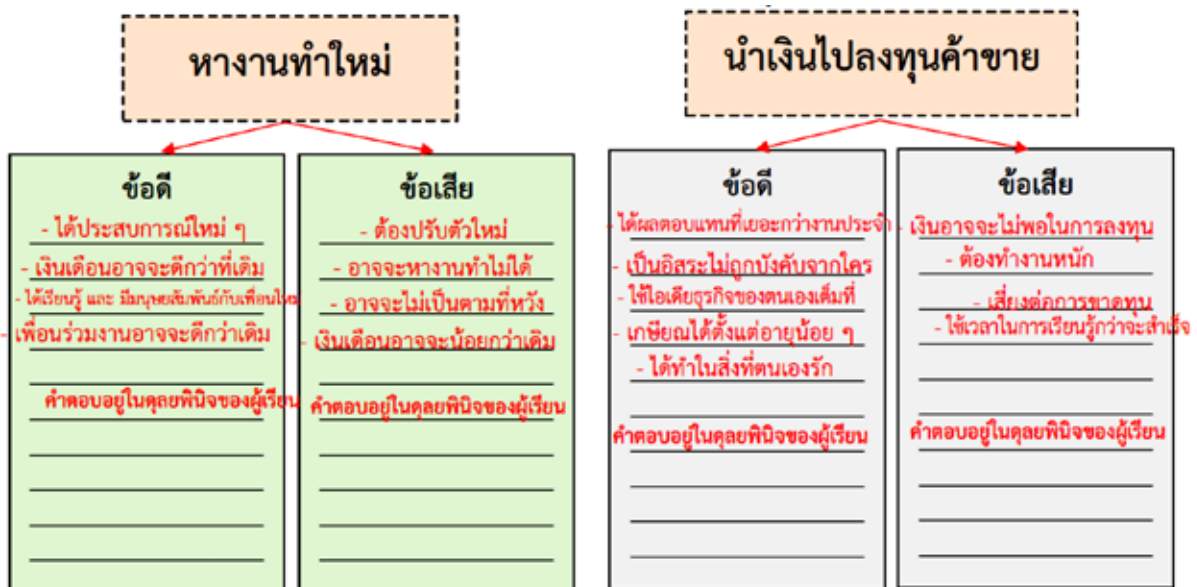 หางานทำใหม่
ข้อดี
- ได้ประสบการณ์ใหม่ ๆ
- เงินเดือนอาจจะดีกว่าที่เดิม
- ได้เรียนรู้ และ มีมนุษยสัมพันธ์กับเพื่อนใหม่
- เพื่อนร่วมงานอาจจะดีกว่าเดิม
คำตอบอยู่ในดุลยพินิจของผู้เรียน
ข้อเสีย
- ต้องปรับตัวใหม่
- อาจจะหางานทำไม่ได้
- อาจจะไม่เป็นตามที่หวัง
- เงินเดือนอาจจะน้อยกว่าเดิม
คำตอบอยู่ในดุลยพินิจของผู้เรียน
นำเงินไปลงทุนค้าขาย
ข้อดี
- ได้ผลตอบแทนที่เยอะกว่างานประจำ
- เป็นอิสระไม่ถูกบังคับจากใคร
- ใช้ไอเดียธุรกิจของตนเองเต็มที่
- เกษียณได้ตั้งแต่อายุน้อย ๆ
- ได้ทำในสิ่งที่ตนเองรัก
คำตอบอยู่ในดุลยพินิจของผู้เรียน
ข้อเสีย
- เงินอาจจะไม่พอในการลงทุน
- ต้องทำงานหนัก
- เสี่ยงต่อการขาดทุน
- ใช้เวลาในการเรียนรู้กว่าจะสำเร็จ
คำตอบอยู่ในดุลยพินิจของผู้เรียน